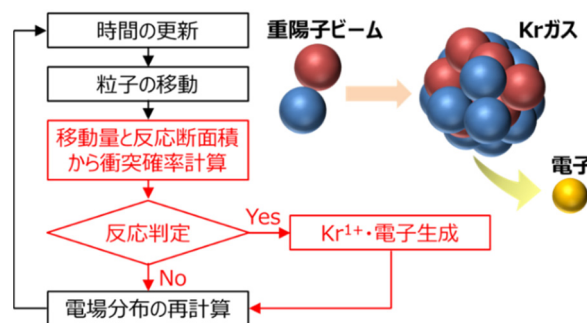 時間の更新
粒子の移動
移動量と反応断面積
から衝突確率計算
反応判定
Yes
Kr¹⁺・電子生成
No
電場分布の再計算
重陽子ビーム
Krガス
電子